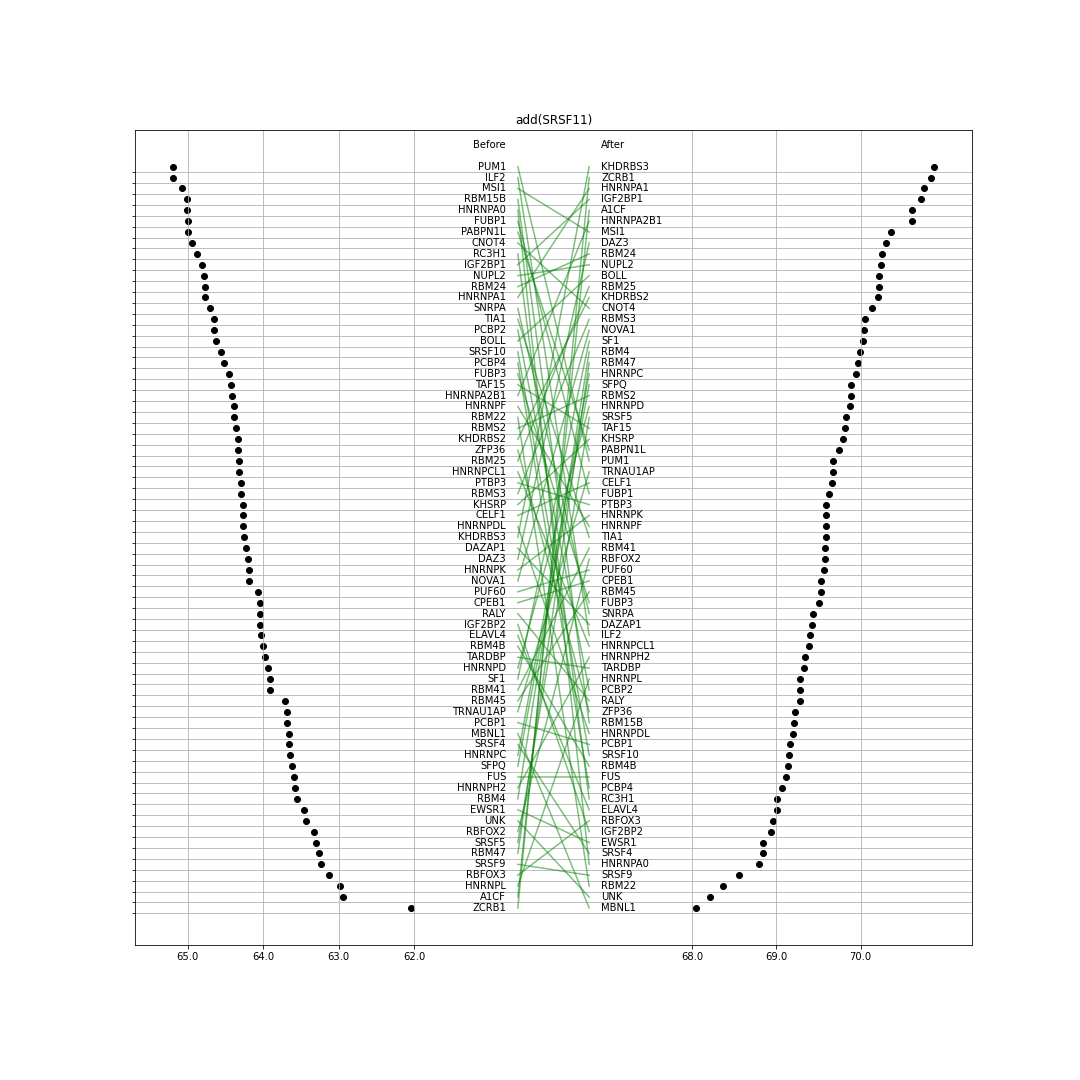 add(SRSF11)
Before After
PUM1 KHDRBS3
ILF2 ZCRB1
MSI1 HNRNPA1
RBM15B IGF2BP1
HNRNPA0 A1CF
FUBP1 HNRNPA2B1
PABPN1L MSI1
CNOT4 DAZ3
RC3H1 RBM24
IGF2BP1 NUPL2
NUPL2 BOLL
RBM24 RBM25
HNRNPA1 KHDRBS2
SNRPA CNOT4
TIA1 RBMS3
PCBP2 NOVA1
BOLL SF1
SRSF10 RBM4
PCBP4 RBM47
FUBP3 HNRNPC
TAF15 SFPQ
HNRNPA2B1 RBMS2
HNRNPF HNRNPD
RBM22 SRSF5
RBMS2 TAF15
KHDRBS2 KHSRP
ZFP36 PABPN1L
RBM25 PUM1
HNRNPCL1 TRNAU1AP
PTBP3 CELF1
RBMS3 FUBP1
KHSRP PTBP3
CELF1 HNRNPK
HNRNPDL HNRNPF
KHDRBS3 TIA1
DAZAP1 RBM41
DAZ3 RBFOX2
HNRNPK PUF60
NOVA1 CPEB1
PUF60 RBM45
CPEB1 FUBP3
RALY SNRPA
IGF2BP2 DAZAP1
ELAVL4 ILF2
RBM4B HNRNPCL1
TARDBP HNRNPH2
HNRNPD TARDBP
SF1 HNRNPL
RBM41 PCBP2
RBM45 RALY
TRNAU1AP ZFP36
PCBP1 RBM15B
MBNL1 HNRNPDL
SRSF4 PCBP1
HNRNPC SRSF10
SFPQ RBM4B
FUS FUS
HNRNPH2 PCBP4
RBM4 RC3H1
EWSR1 ELAVL4
UNK RBFOX3
RBFOX2 IGF2BP2
SRSF5 EWSR1
RBM47 SRSF4
SRSF9 HNRNPA0
RBFOX3 SRSF9
HNRNPL RBM22
A1CF UNK
ZCRB1 MBNL1
65.0 64.0 63.0 62.0 68.0 69.0 70.0